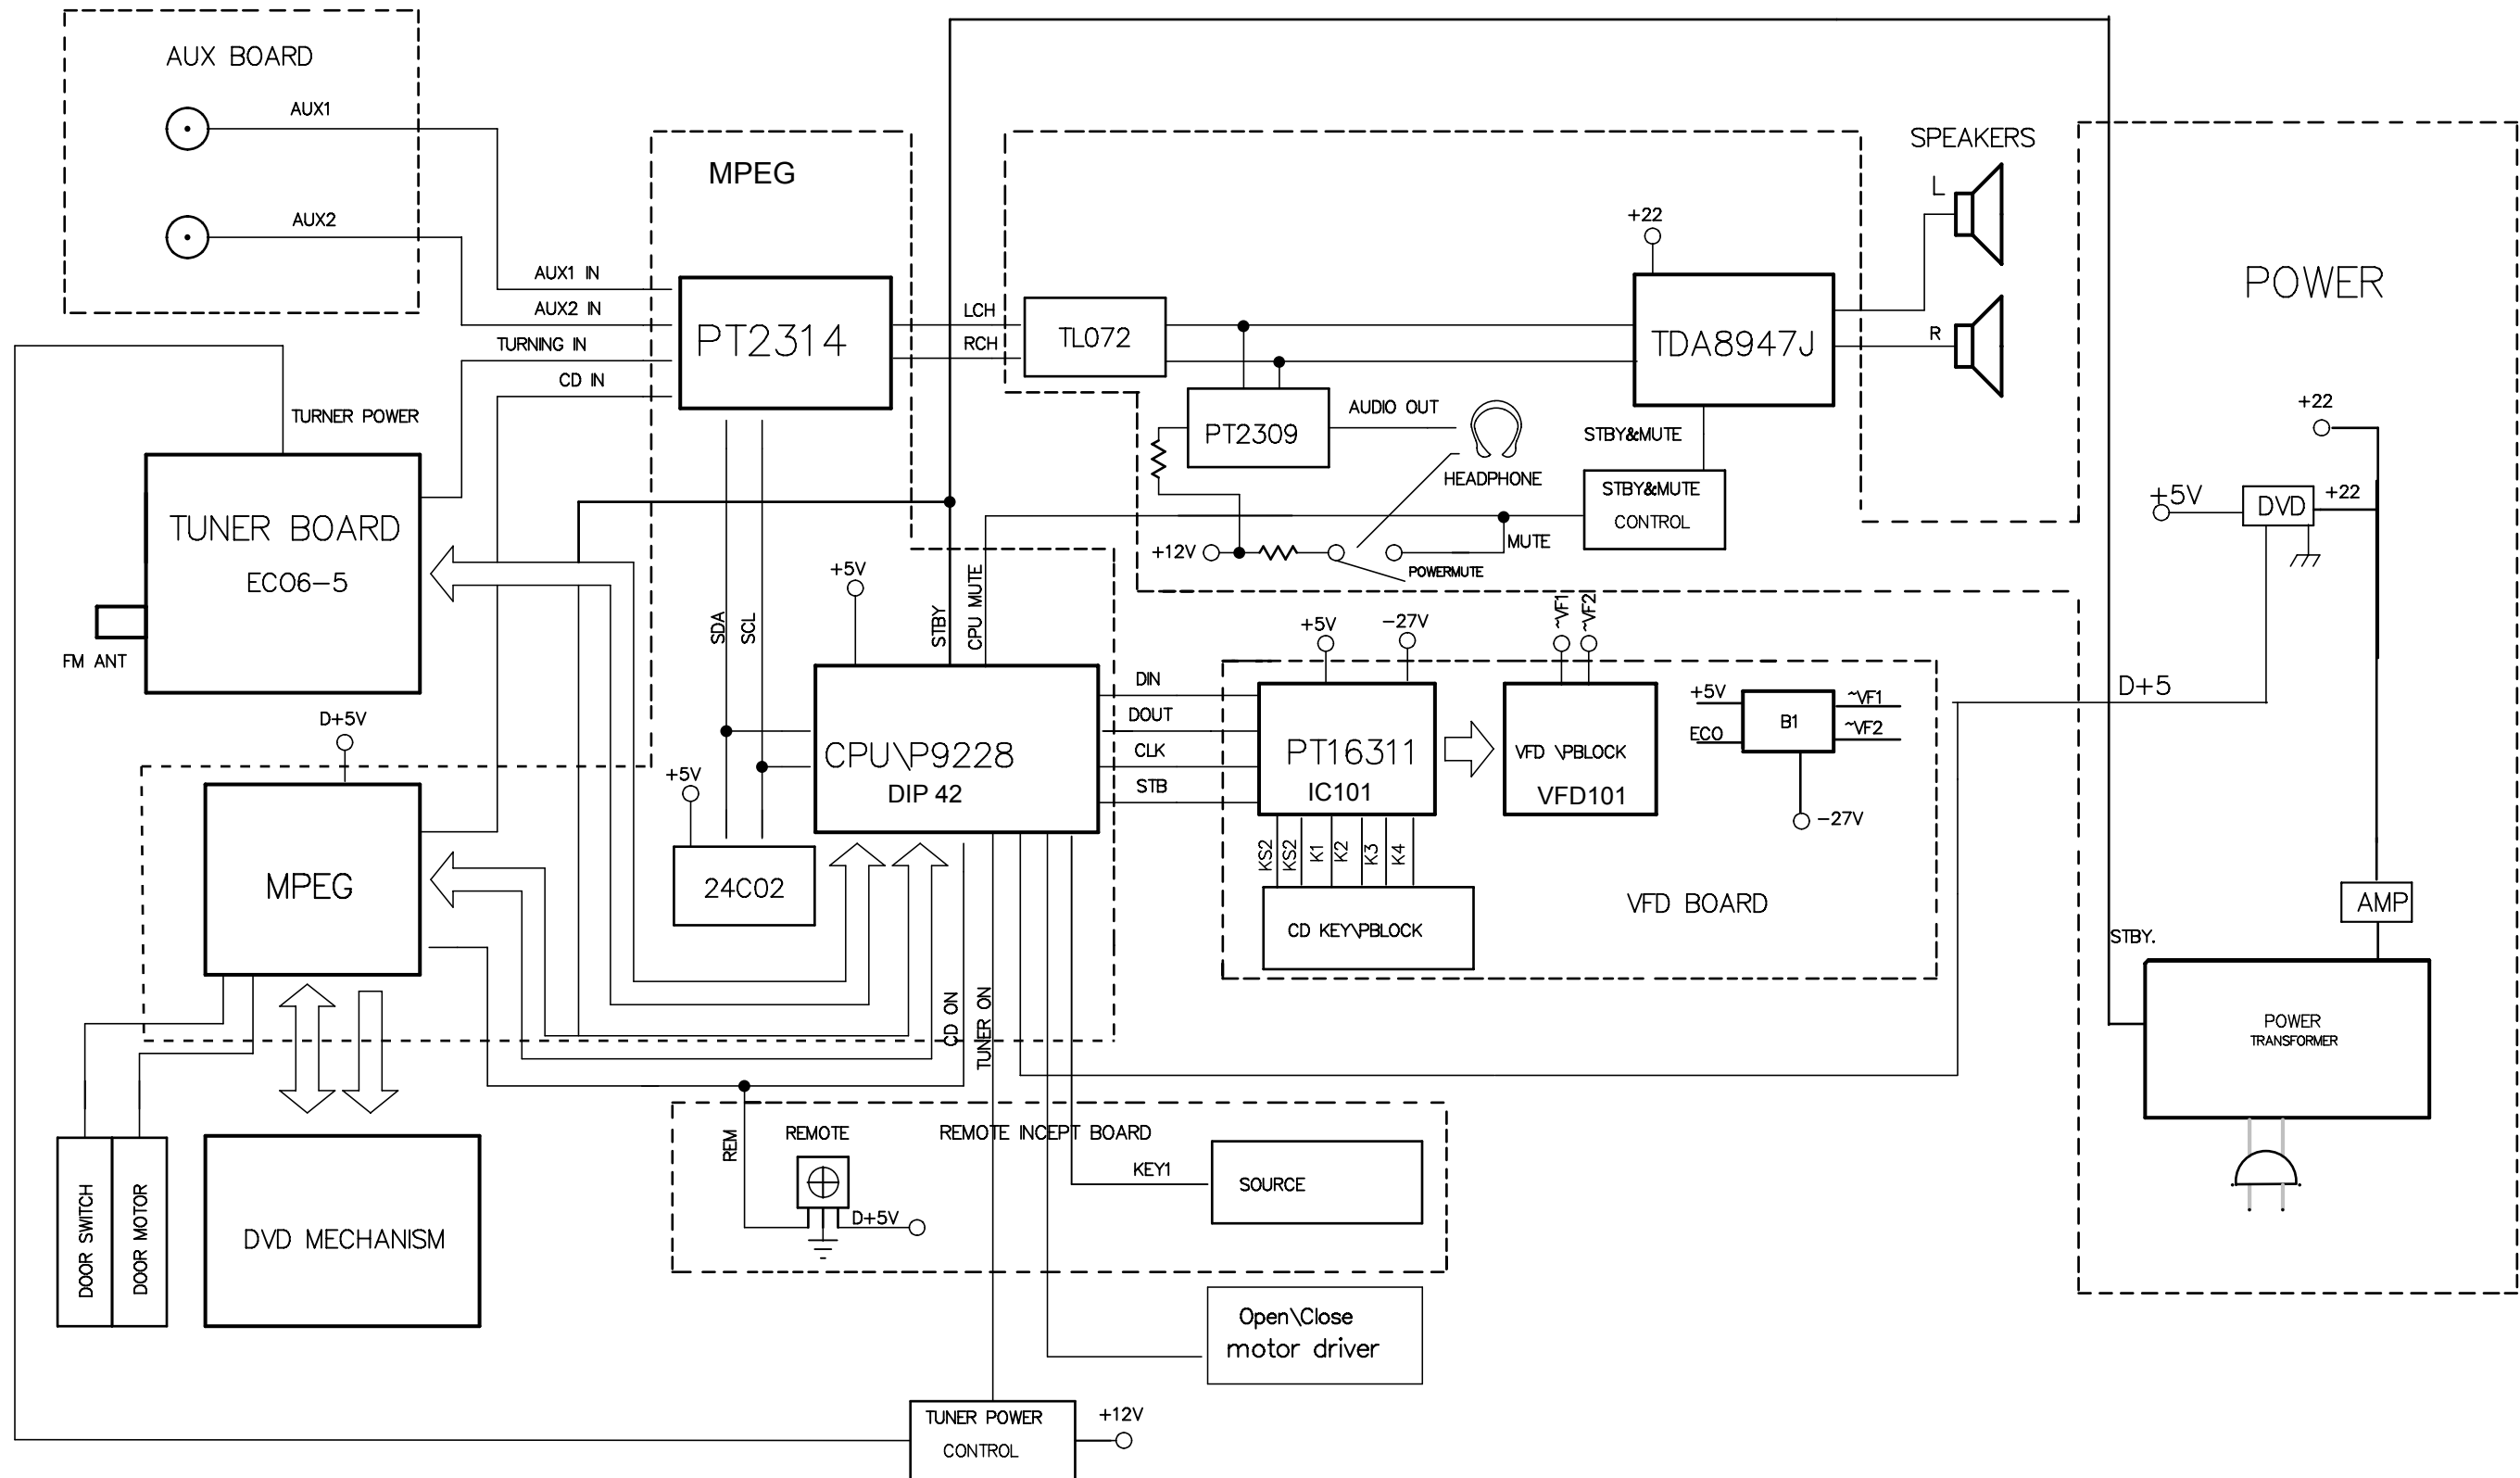 AUX BOARD
AUX1
AUX2
MPEG
AUX1 IN
AUX2 IN
TURNING IN
CD IN
PT2314
LCH
RCH
TL072
+22
TDA8947J
SPEAKERS
L
R
POWER
TURNER POWER
TUNER BOARD
ECO6-5
FM ANT
PT2309
AUDIO OUT
HEADPHONE
STBY&MUTE
STBY&MUTE
CONTROL
+12V
MUTE
POWERMUTE
+22
+5V
DVD
+22
SDA
SCL
+5V
STBY
CPU MUTE
CPU\P9228
DIP 42
+5V
24C02
DIN
DOUT
CLK
STB
+5V
-27V
PT16311
IC101
~VF1
~VF2
VFD \PBLOCK
VFD101
+5V
ECO
B1
~VF1
~VF2
-27V
KS2
KS2
K1
K2
K3
K4
CD KEY\PBLOCK
VFD BOARD
D+5
AMP
STBY.
POWER
TRANSFORMER
D+5V
MPEG
CD ON
TUNER ON
DOOR SWITCH
DOOR MOTOR
DVD MECHANISM
REM
REMOTE
REMOTE INCEPT BOARD
D+5V
KEY1
SOURCE
Open\Close
motor driver
TUNER POWER
CONTROL
+12V